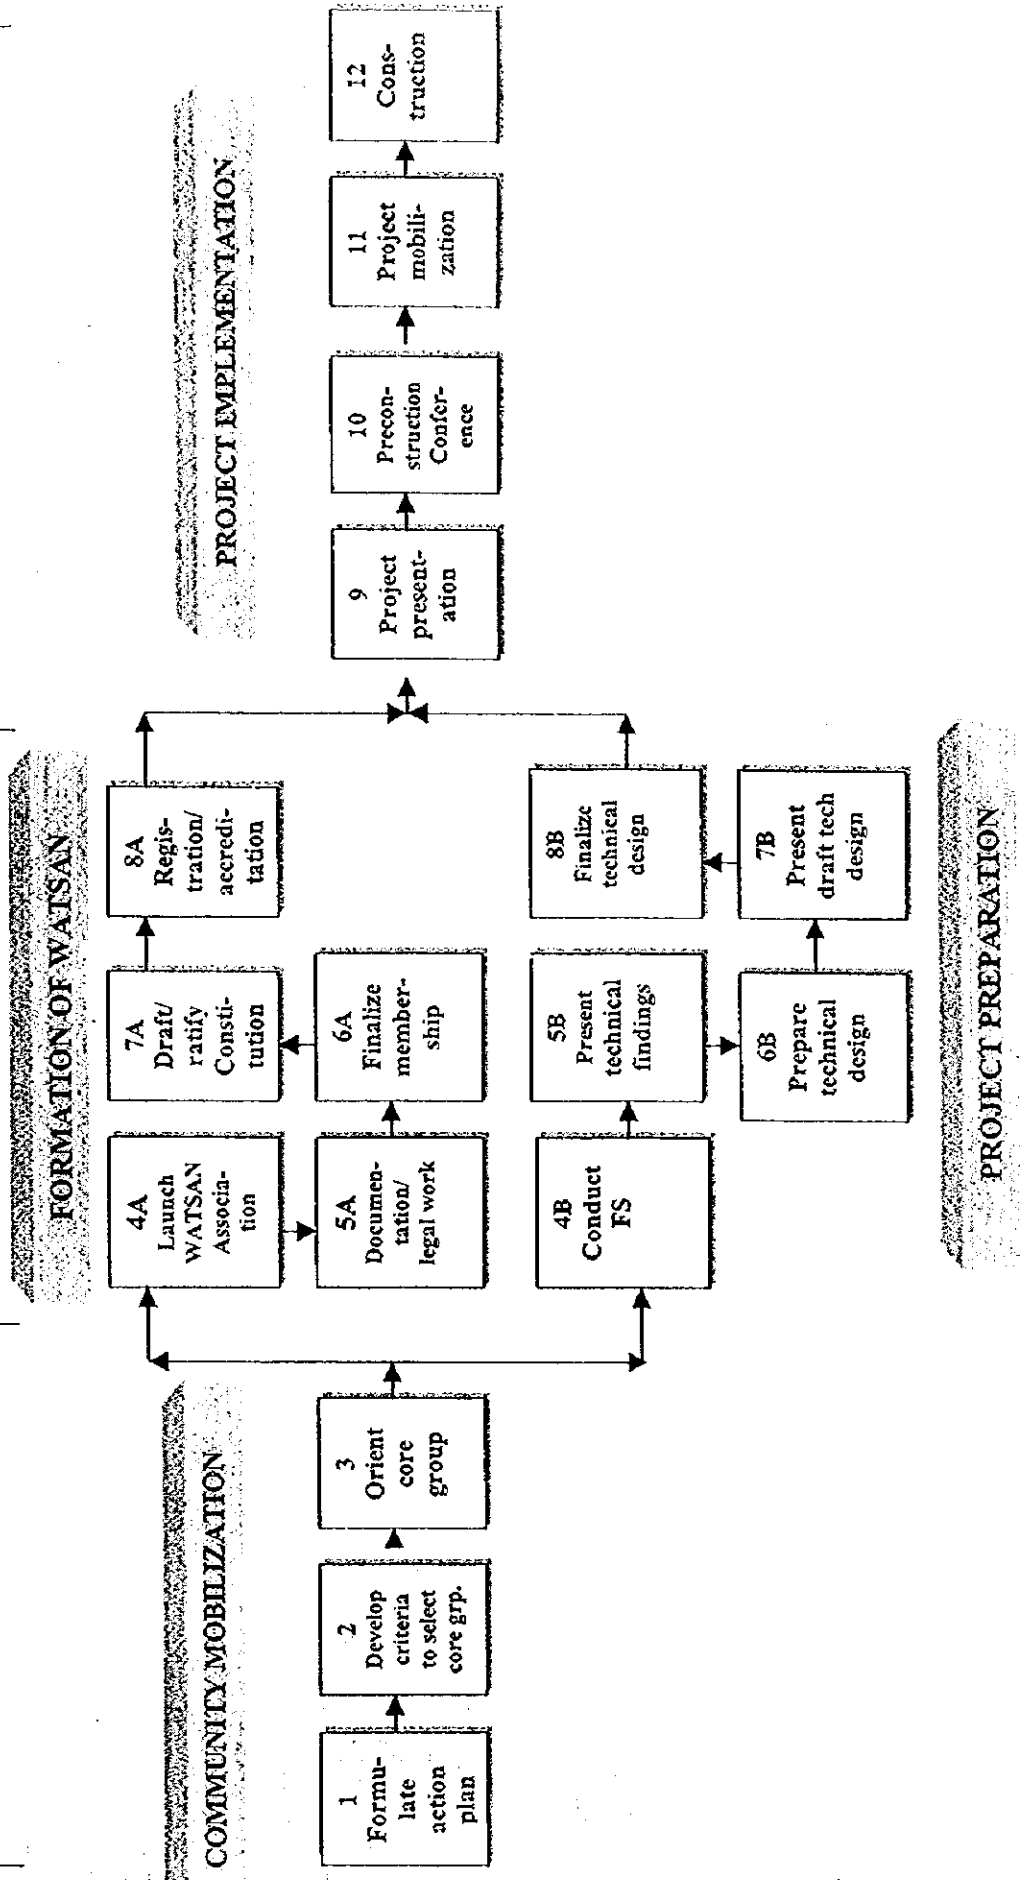 COMMUNITY MOBILIZATION
1
Formu-
late
action
plan
2
Develop
criteria
to select
core grp.
3
Orient
core
group
FORMATION OF WATSAN
4A
Launch
WATSAN
Associa-
tion
5A
Documen-
tation/
legal work
6A
Finalize
member-
ship
7A
Draft/
ratify
Consti-
tution
8A
Regis-
tration/
accredi-
tation
4B
Conduct
FS
5B
Present
technical
findings
6B
Prepare
technical
design
7B
Present
draft tech
design
8B
Finalize
technical
design
PROJECT PREPARATION
PROJECT IMPLEMENTATION
9
Project
present-
ation
10
Precon-
struction
Confer-
ence
11
Project
mobili-
zation
12
Cons-
truction